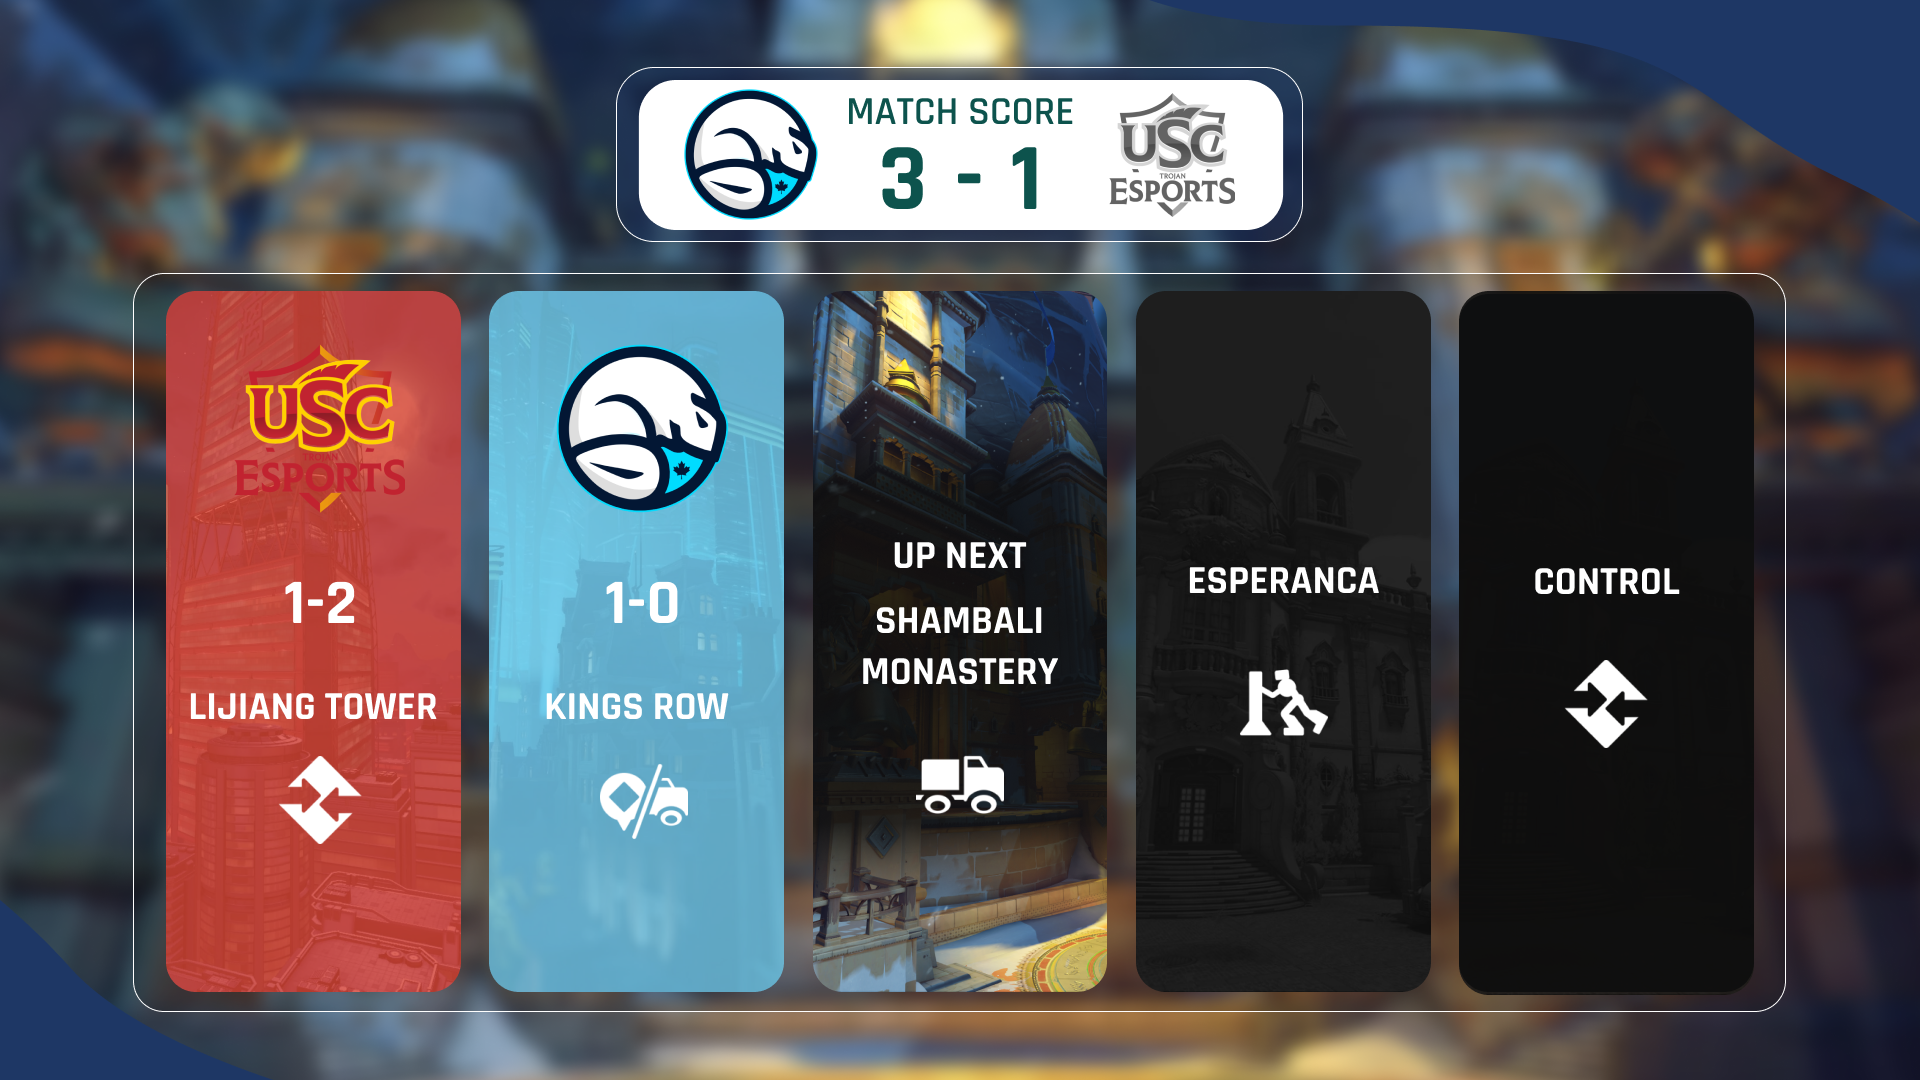 MATCH SCORE
3 - 1
USC
TROJAN
ESPORTS
USC
ESPORTS
1-2
LIJIANG TOWER
1-0
KINGS ROW
UP NEXT
SHAMBALI
MONASTERY
ESPERANCA
CONTROL